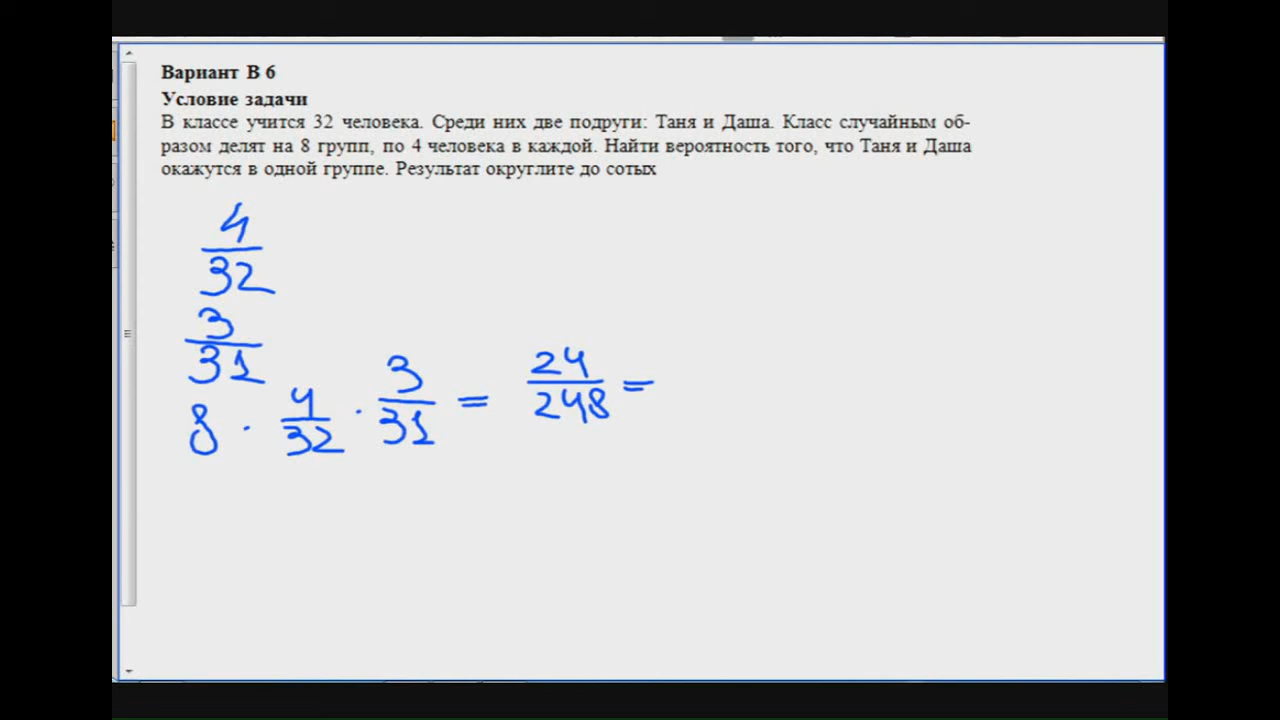 Вариант В 6
Условие задачи
В классе учится 32 человека. Среди них две подруги: Таня и Даша. Класс случайным об-
разом делят на 8 групп, по 4 человека в каждой. Найти вероятность того, что Таня и Даша
окажутся в одной группе. Результат округлите до сотых
4
32
3
31
8 · 4/32 · 3/31 = 24/248 =